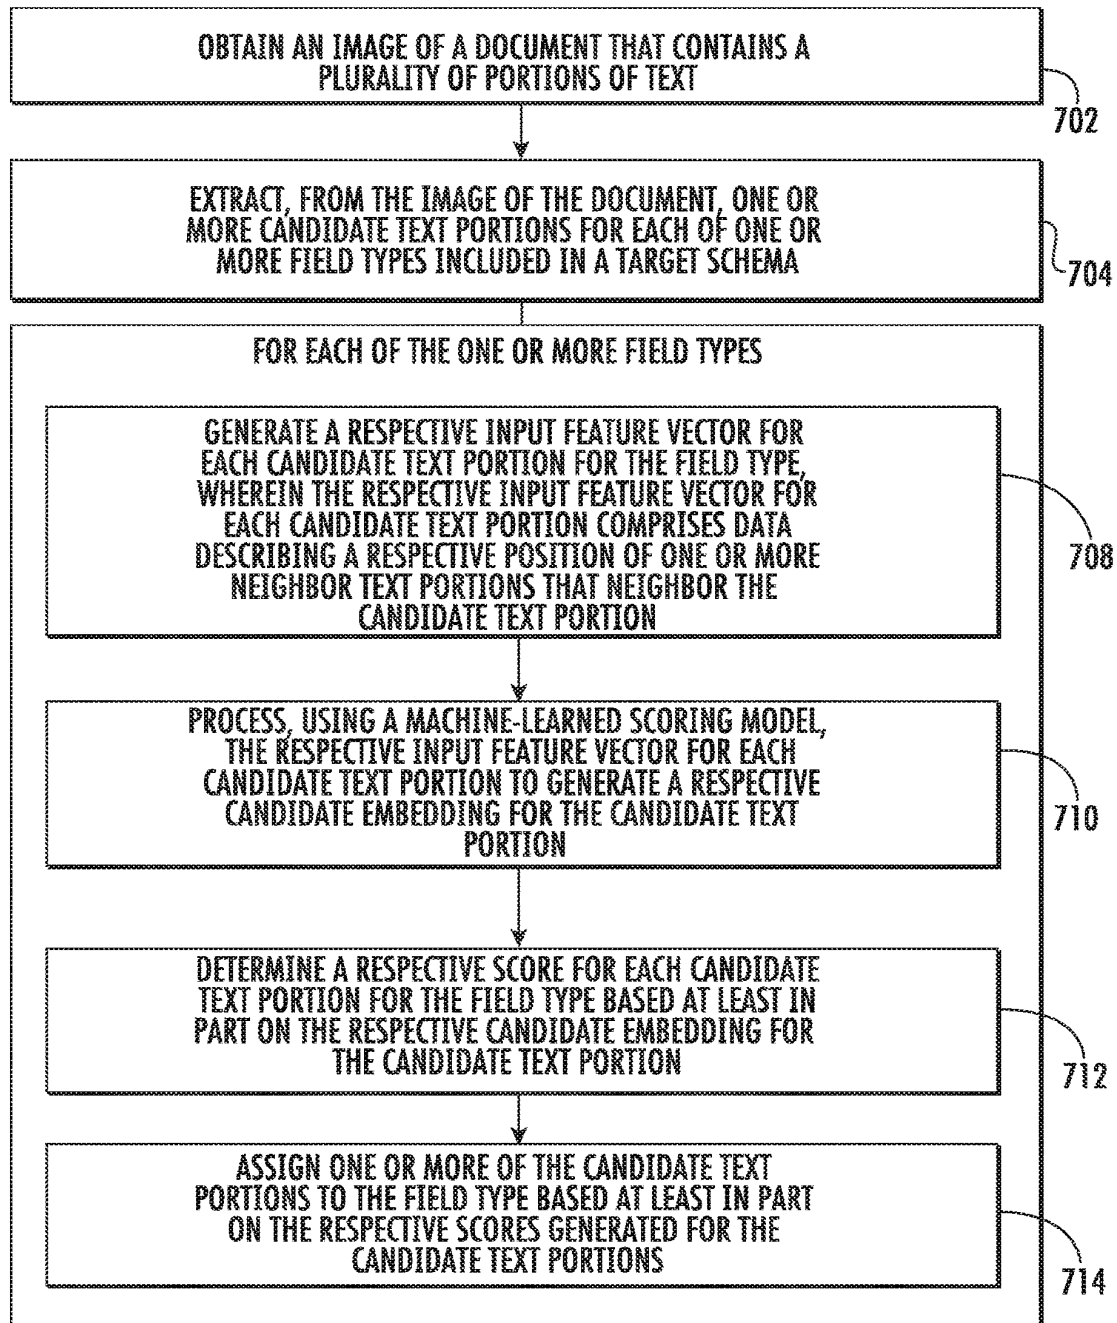 OBTAIN AN IMAGE OF A DOCUMENT THAT CONTAINS A
PLURALITY OF PORTIONS OF TEXT
702
EXTRACT, FROM THE IMAGE OF THE DOCUMENT, ONE OR
MORE CANDIDATE TEXT PORTIONS FOR EACH OF ONE OR
MORE FIELD TYPES INCLUDED IN A TARGET SCHEMA
704
FOR EACH OF THE ONE OR MORE FIELD TYPES
GENERATE A RESPECTIVE INPUT FEATURE VECTOR FOR
EACH CANDIDATE TEXT PORTION FOR THE FIELD TYPE,
WHEREIN THE RESPECTIVE INPUT FEATURE VECTOR FOR
EACH CANDIDATE TEXT PORTION COMPRISES DATA
DESCRIBING A RESPECTIVE POSITION OF ONE OR MORE
NEIGHBOR TEXT PORTIONS THAT NEIGHBOR THE
CANDIDATE TEXT PORTION
708
PROCESS, USING A MACHINE-LEARNED SCORING MODEL,
THE RESPECTIVE INPUT FEATURE VECTOR FOR EACH
CANDIDATE TEXT PORTION TO GENERATE A RESPECTIVE
CANDIDATE EMBEDDING FOR THE CANDIDATE TEXT
PORTION
710
DETERMINE A RESPECTIVE SCORE FOR EACH CANDIDATE
TEXT PORTION FOR THE FIELD TYPE BASED AT LEAST IN
PART ON THE RESPECTIVE CANDIDATE EMBEDDING FOR
THE CANDIDATE TEXT PORTION
712
ASSIGN ONE OR MORE OF THE CANDIDATE TEXT
PORTIONS TO THE FIELD TYPE BASED AT LEAST IN PART
ON THE RESPECTIVE SCORES GENERATED FOR THE
CANDIDATE TEXT PORTIONS
714